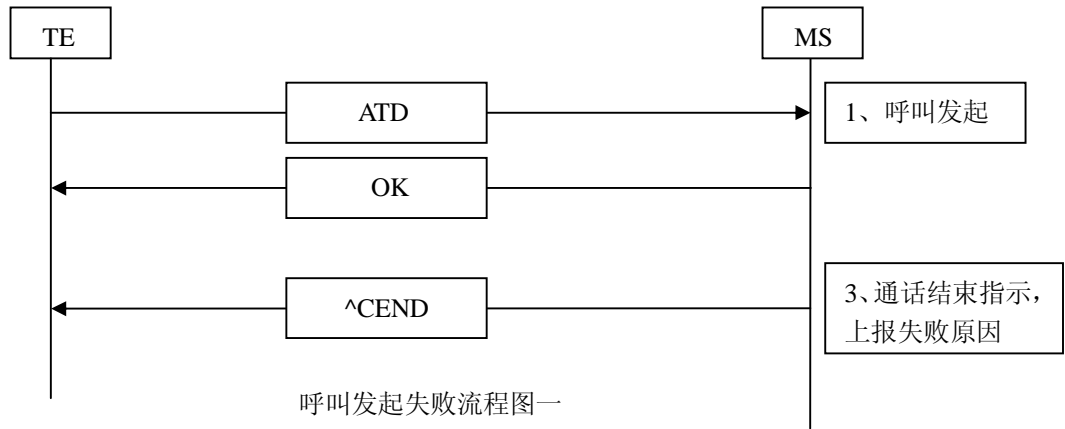 TE
MS
ATD
1、呼叫发起
OK
^CEND
3、通话结束指示，
上报失败原因
呼叫发起失败流程图一